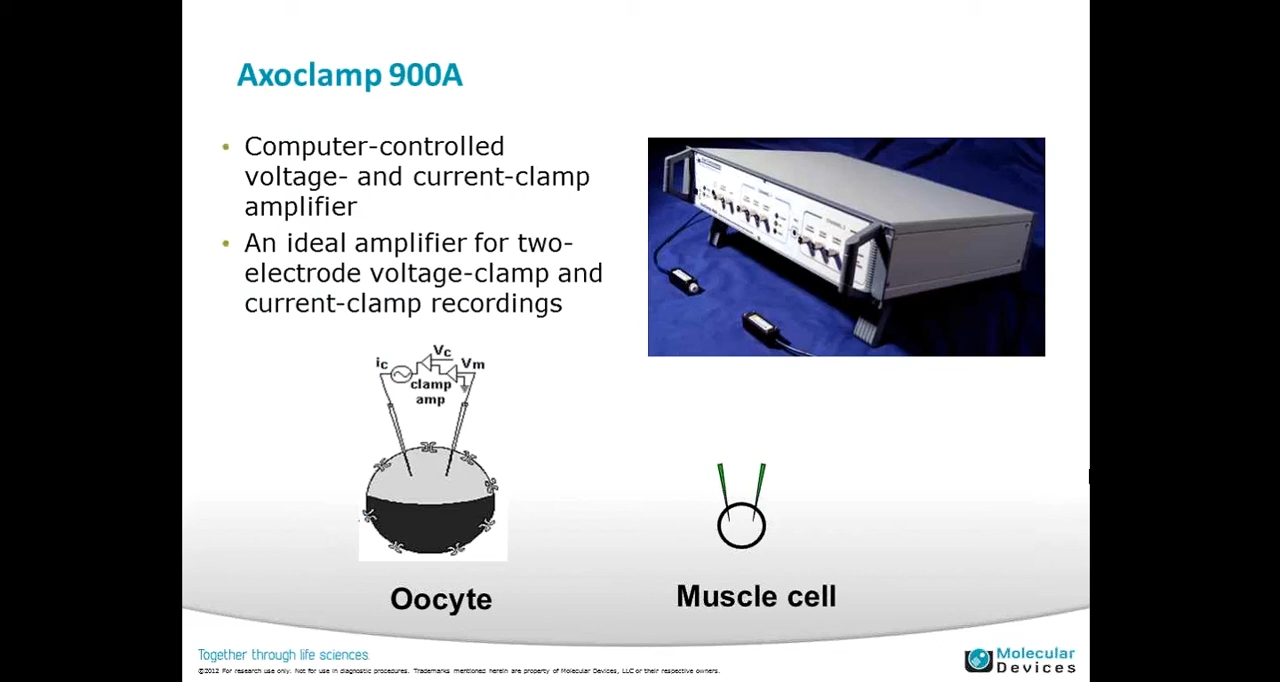 Axoclamp 900A
• Computer-controlled
voltage- and current-clamp
amplifier
• An ideal amplifier for two-
electrode voltage-clamp and
current-clamp recordings
Vc
ic
Vm
clamp
amp
Oocyte
Muscle cell
Together through life sciences.
©2012 For research use only. Not for use in diagnostic procedures. Trademarks mentioned herein are property of Molecular Devices, LLC or their respective owners.
Molecular
Devices